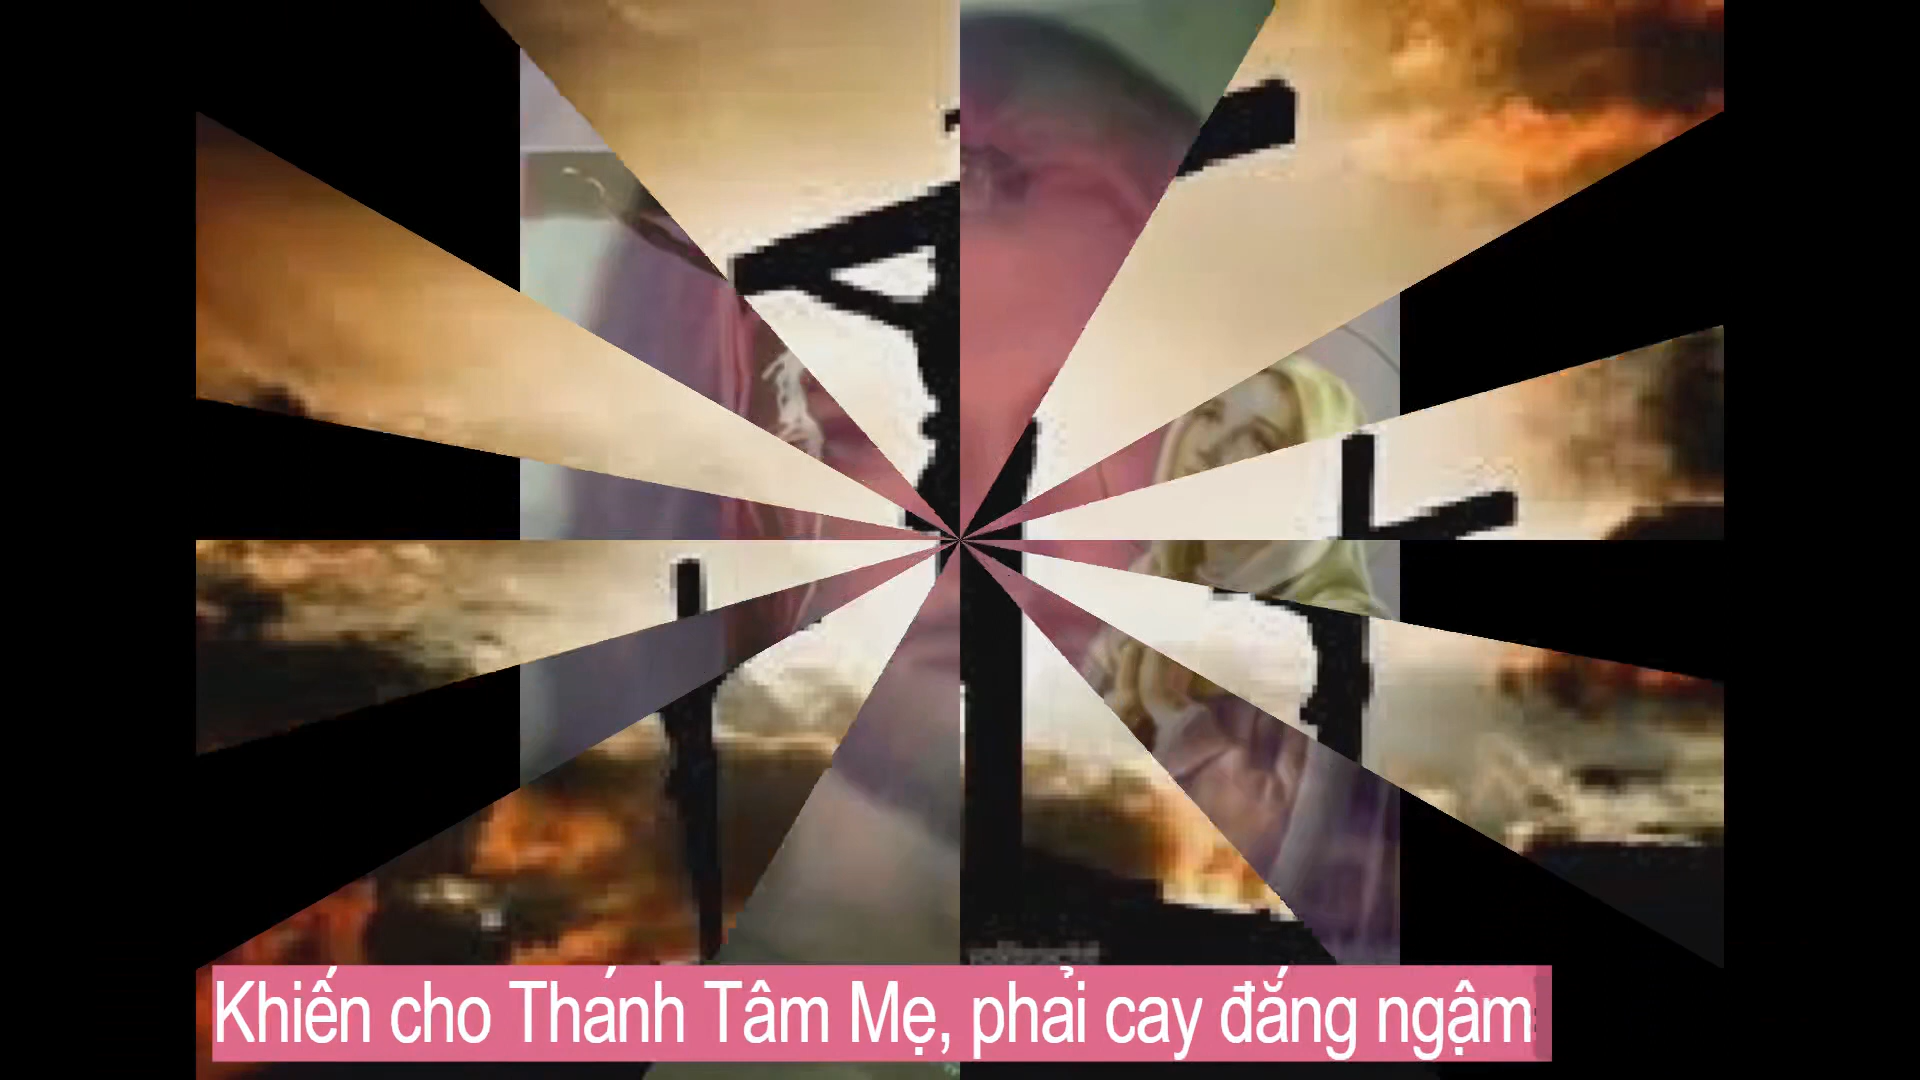 Khiến cho Thánh Tâm Mẹ, phải cay đắng ngậm